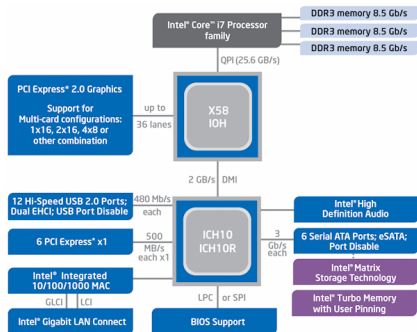 Intel® Core™ i7 Processor
family
DDR3 memory 8.5 Gb/s
DDR3 memory 8.5 Gb/s
DDR3 memory 8.5 Gb/s
QPI (25.6 GB/s)
PCI Express® 2.0 Graphics
Support for
Multi-card configurations:
1x16, 2x16, 4x8 or
other combination
up to
36 lanes
X58
IOH
2 GB/s
DMI
12 Hi-Speed USB 2.0 Ports;
Dual EHCI; USB Port Disable
480 Mb/s
each
6 PCI Express® x1
500
MB/s
each x1
Intel® Integrated
10/100/1000 MAC
GLCI
LCI
Intel® Gigabit LAN Connect
ICH10
ICH10R
Intel® High
Definition Audio
3
Gb/s
each
6 Serial ATA Ports; eSATA;
Port Disable
Intel® Matrix
Storage Technology
Intel® Turbo Memory
with User Pinning
LPC or SPI
BIOS Support